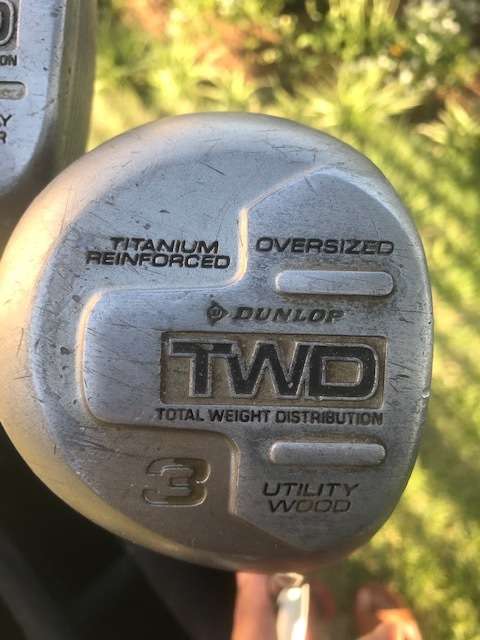 TITANIUM
REINFORCED
OVERSIZED
DUNLOP
TWD
TOTAL WEIGHT DISTRIBUTION
3
UTILITY
WOOD